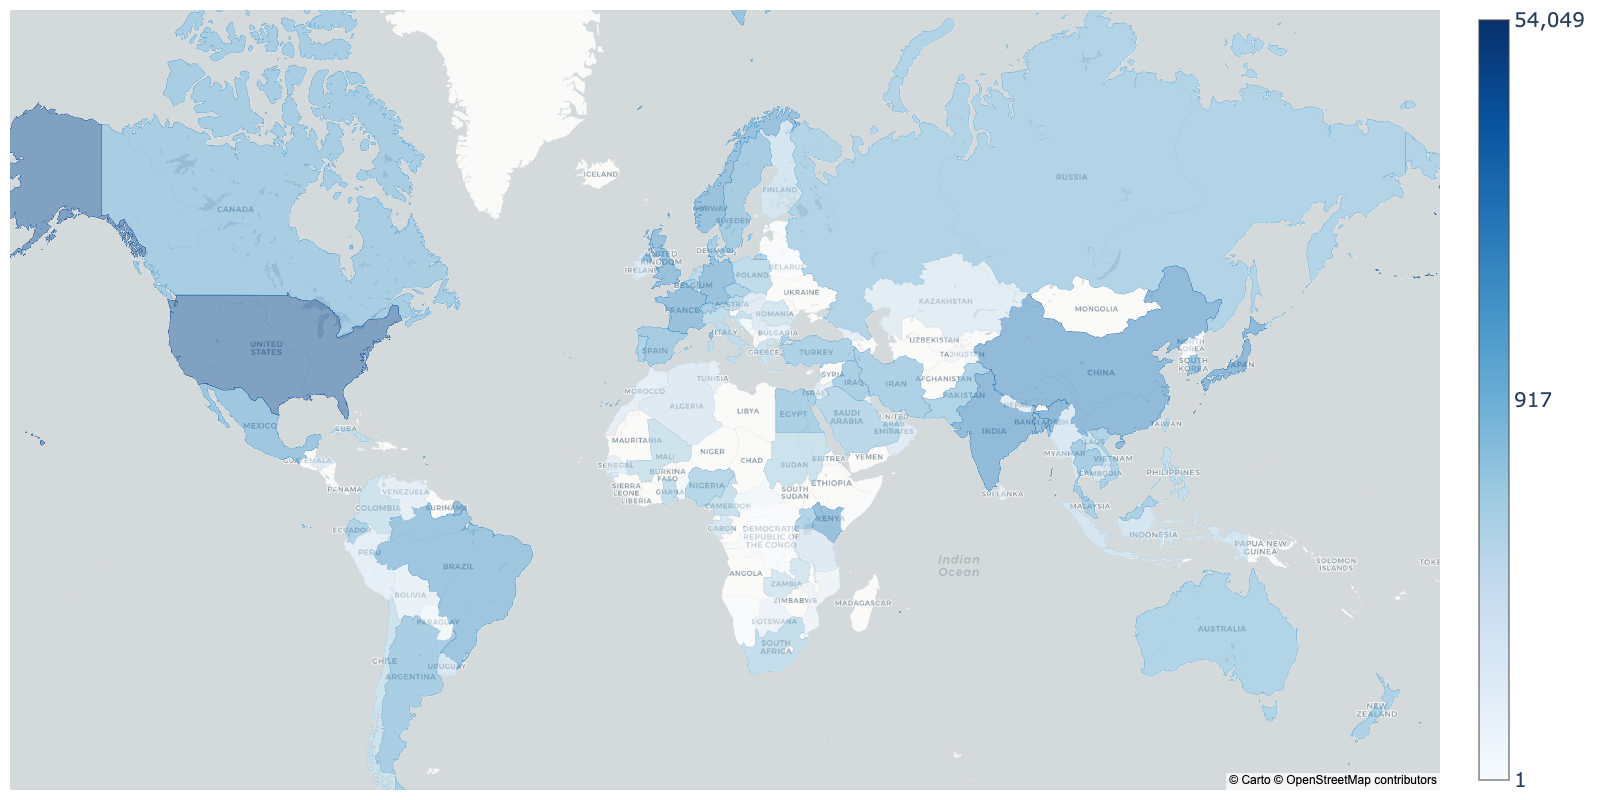 54,049
917
1
CANADA
UNITED
STATES
MEXICO
CUBA
GUATEMALA
PANAMA
VENEZUELA
COLOMBIA
SURINAME
ECUADOR
PERU
BRAZIL
BOLIVIA
PARAGUAY
CHILE
URUGUAY
ARGENTINA
ICELAND
NORWAY
SWEDEN
FINLAND
DENMARK
UNITED
KINGDOM
IRELAND
BELGIUM
POLAND
BELARUS
UKRAINE
FRANCE
AUSTRIA
ROMANIA
ITALY
BULGARIA
SPAIN
GREECE
TURKEY
RUSSIA
KAZAKHSTAN
MONGOLIA
UZBEKISTAN
TAJIKISTAN
NORTH
KOREA
SOUTH
KOREA
JAPAN
CHINA
TUNISIA
MOROCCO
ALGERIA
LIBYA
EGYPT
SYRIA
ISRAEL
IRAQ
IRAN
AFGHANISTAN
PAKISTAN
SAUDI
ARABIA
UNITED
ARAB
EMIRATES
NEPAL
INDIA
BANGLADESH
TAIWAN
MAURITANIA
MALI
NIGER
CHAD
SUDAN
ERITREA
YEMEN
SENEGAL
BURKINA
FASO
SIERRA
LEONE
LIBERIA
GHANA
NIGERIA
CAMEROON
SOUTH
SUDAN
ETHIOPIA
MYANMAR
LAOS
VIETNAM
CAMBODIA
PHILIPPINES
SRI LANKA
MALAYSIA
GABON
DEMOCRATIC
REPUBLIC OF
THE CONGO
KENYA
Indian
Ocean
INDONESIA
PAPUA NEW
GUINEA
SOLOMON
ISLANDS
TOKE
ANGOLA
ZAMBIA
ZIMBABWE
MADAGASCAR
BOTSWANA
SOUTH
AFRICA
AUSTRALIA
NEW
ZEALAND
© Carto © OpenStreetMap contributors